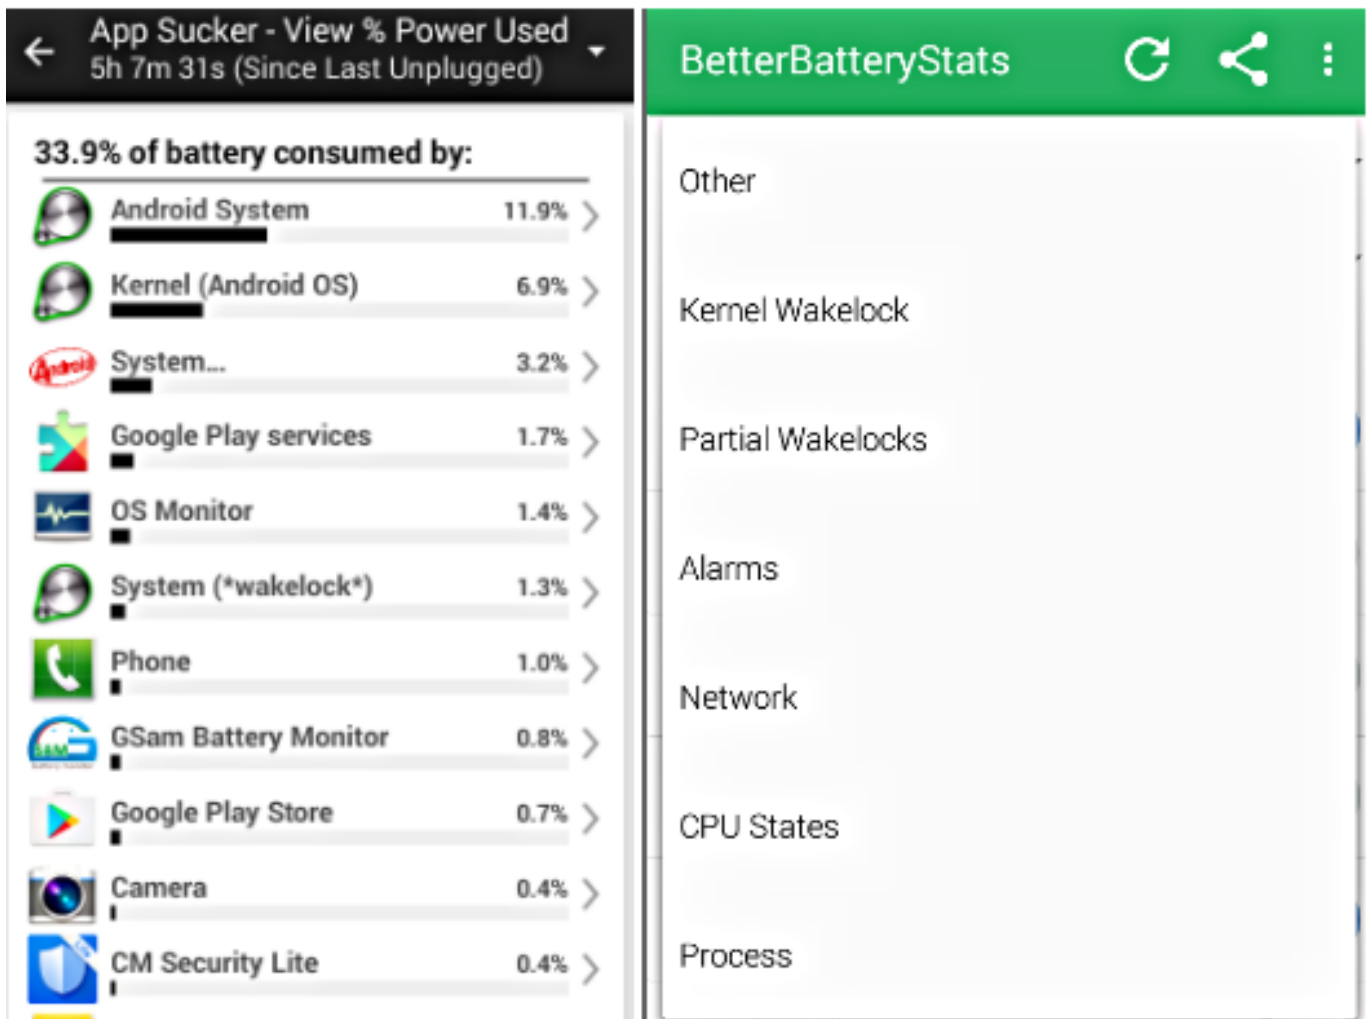 App Sucker - View % Power Used
5h 7m 31s (Since Last Unplugged)
33.9% of battery consumed by:
Android System 11.9%
Kernel (Android OS) 6.9%
Android System... 3.2%
Google Play services 1.7%
OS Monitor 1.4%
System (*wakelock*) 1.3%
Phone 1.0%
GSam Battery Monitor 0.8%
Google Play Store 0.7%
Camera 0.4%
CM Security Lite 0.4%
BetterBatteryStats
Other
Kernel Wakelock
Partial Wakelocks
Alarms
Network
CPU States
Process